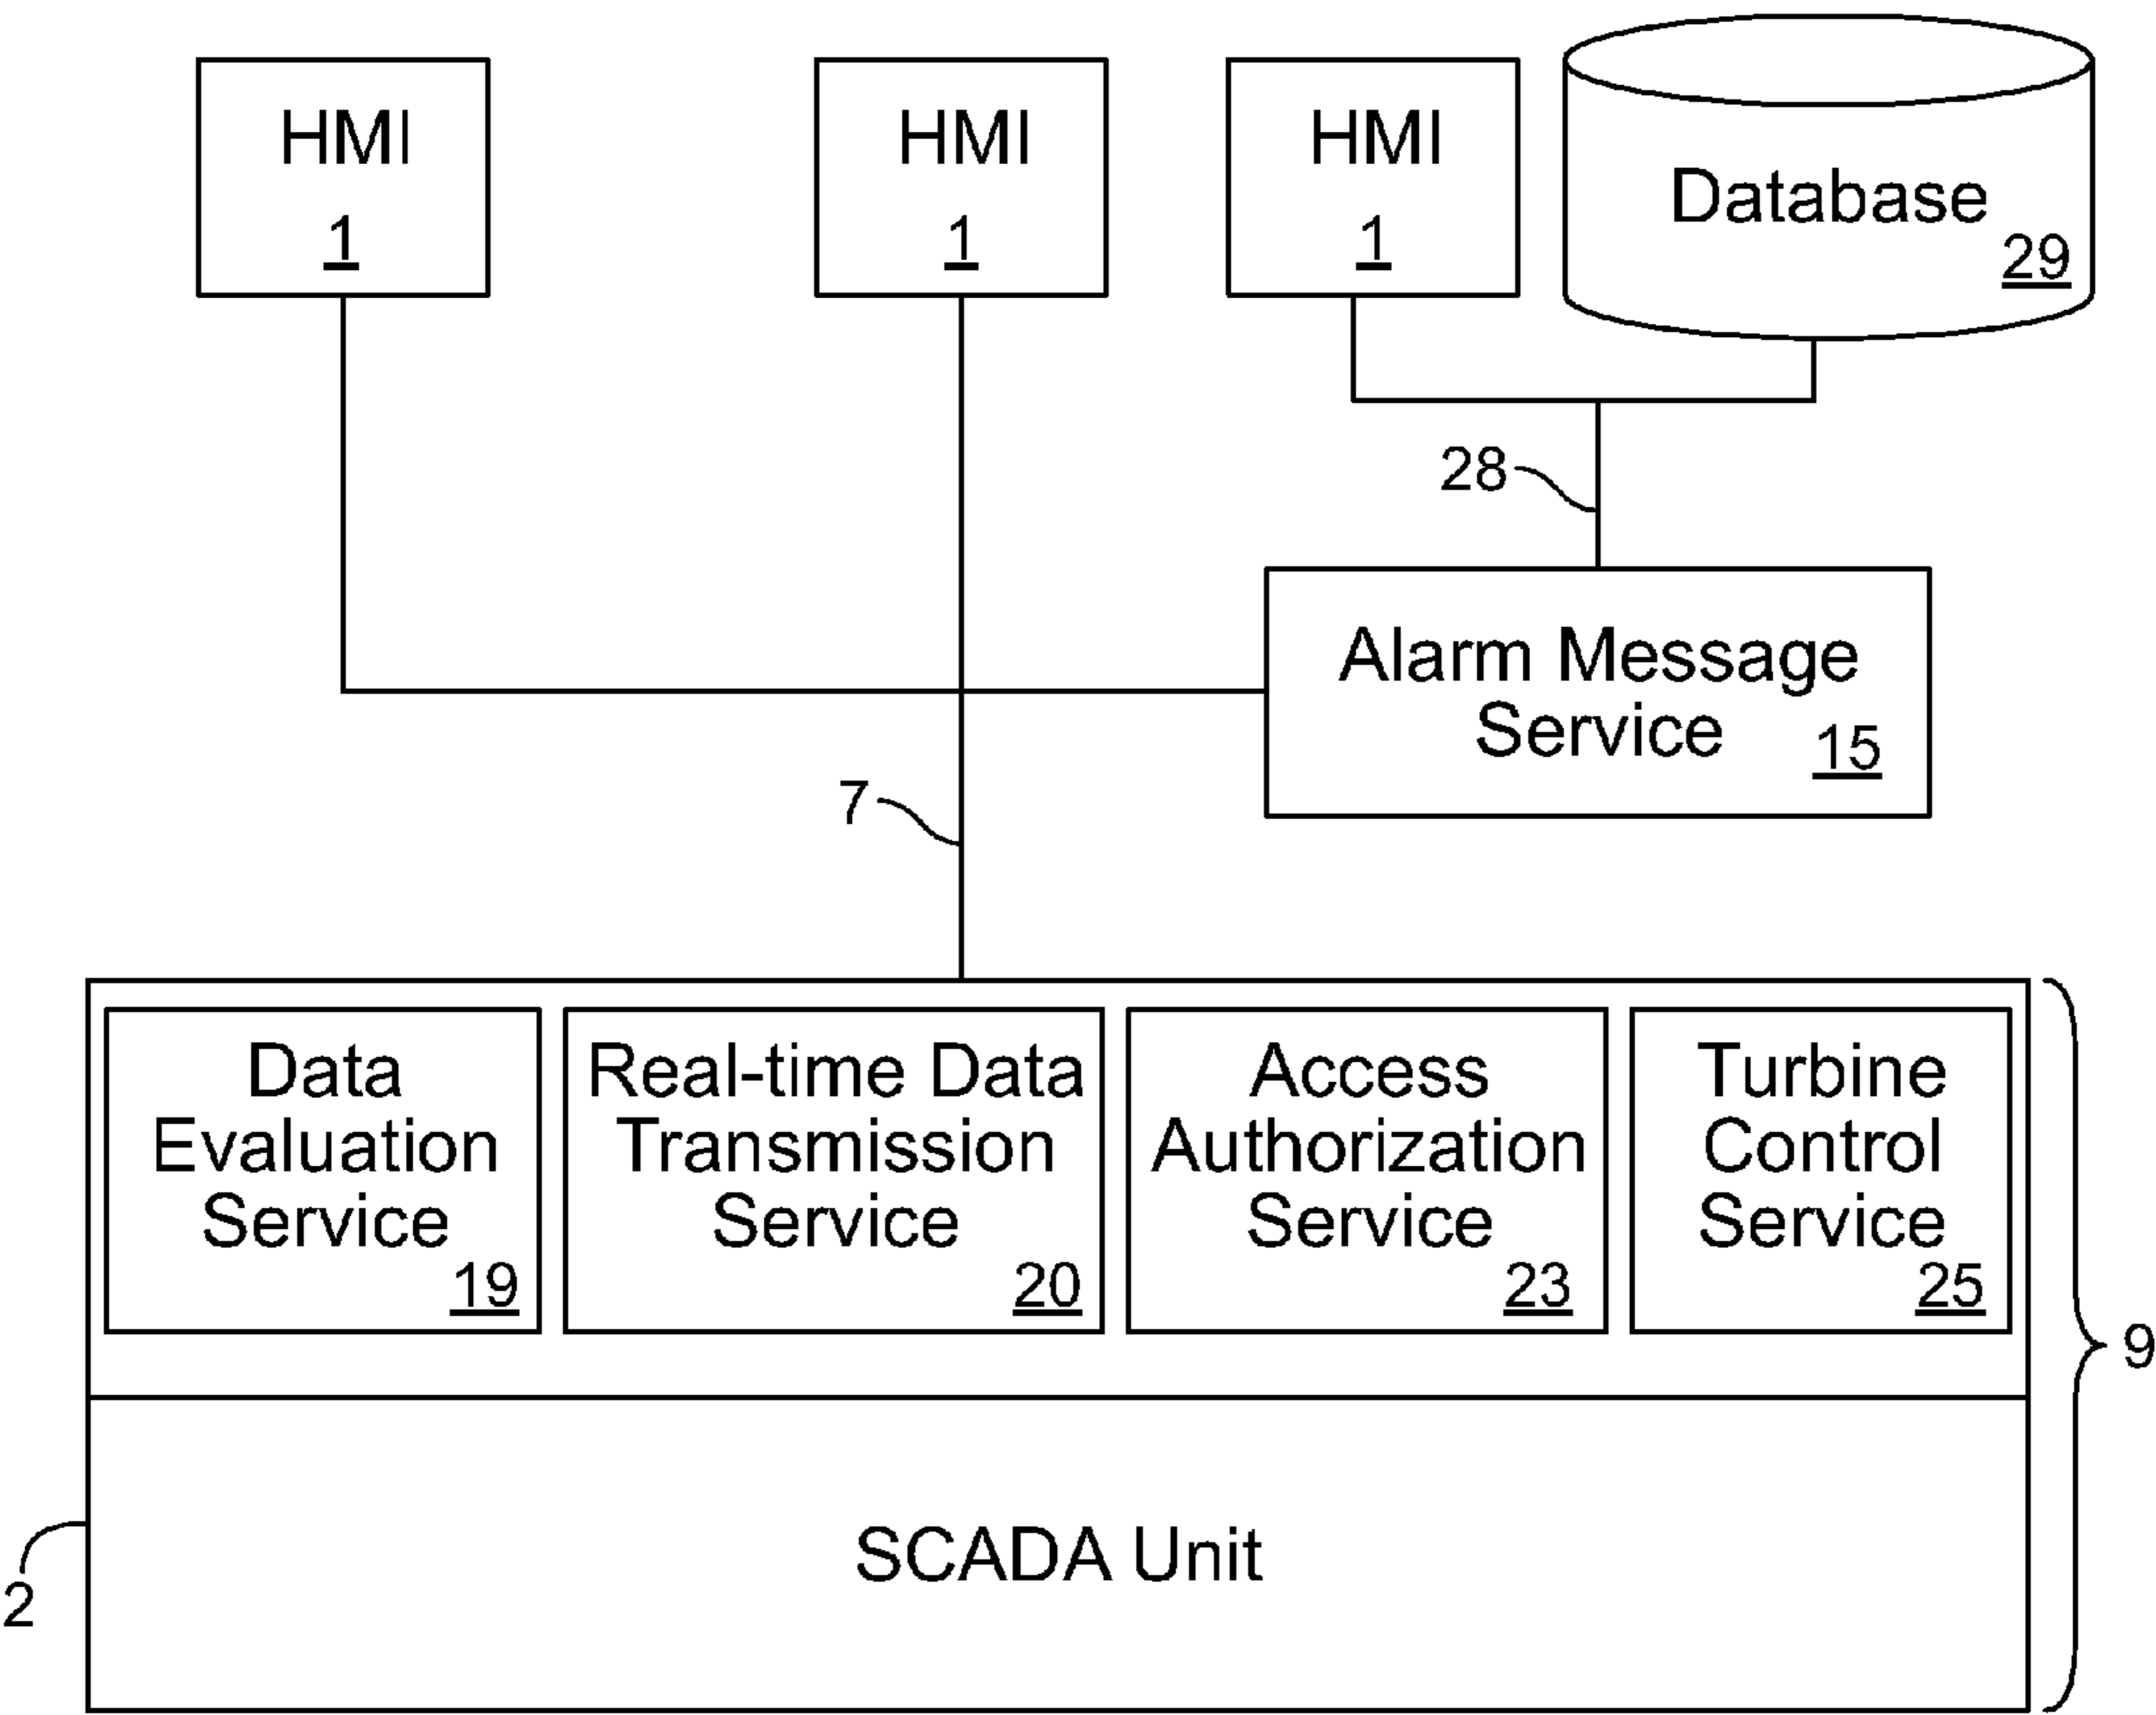 HMI
1
HMI
1
HMI
1
Database
29
28
Alarm Message
Service
15
7
Data
Evaluation
Service
19
Real-time Data
Transmission
Service
20
Access
Authorization
Service
23
Turbine
Control
Service
25
9
SCADA Unit
2